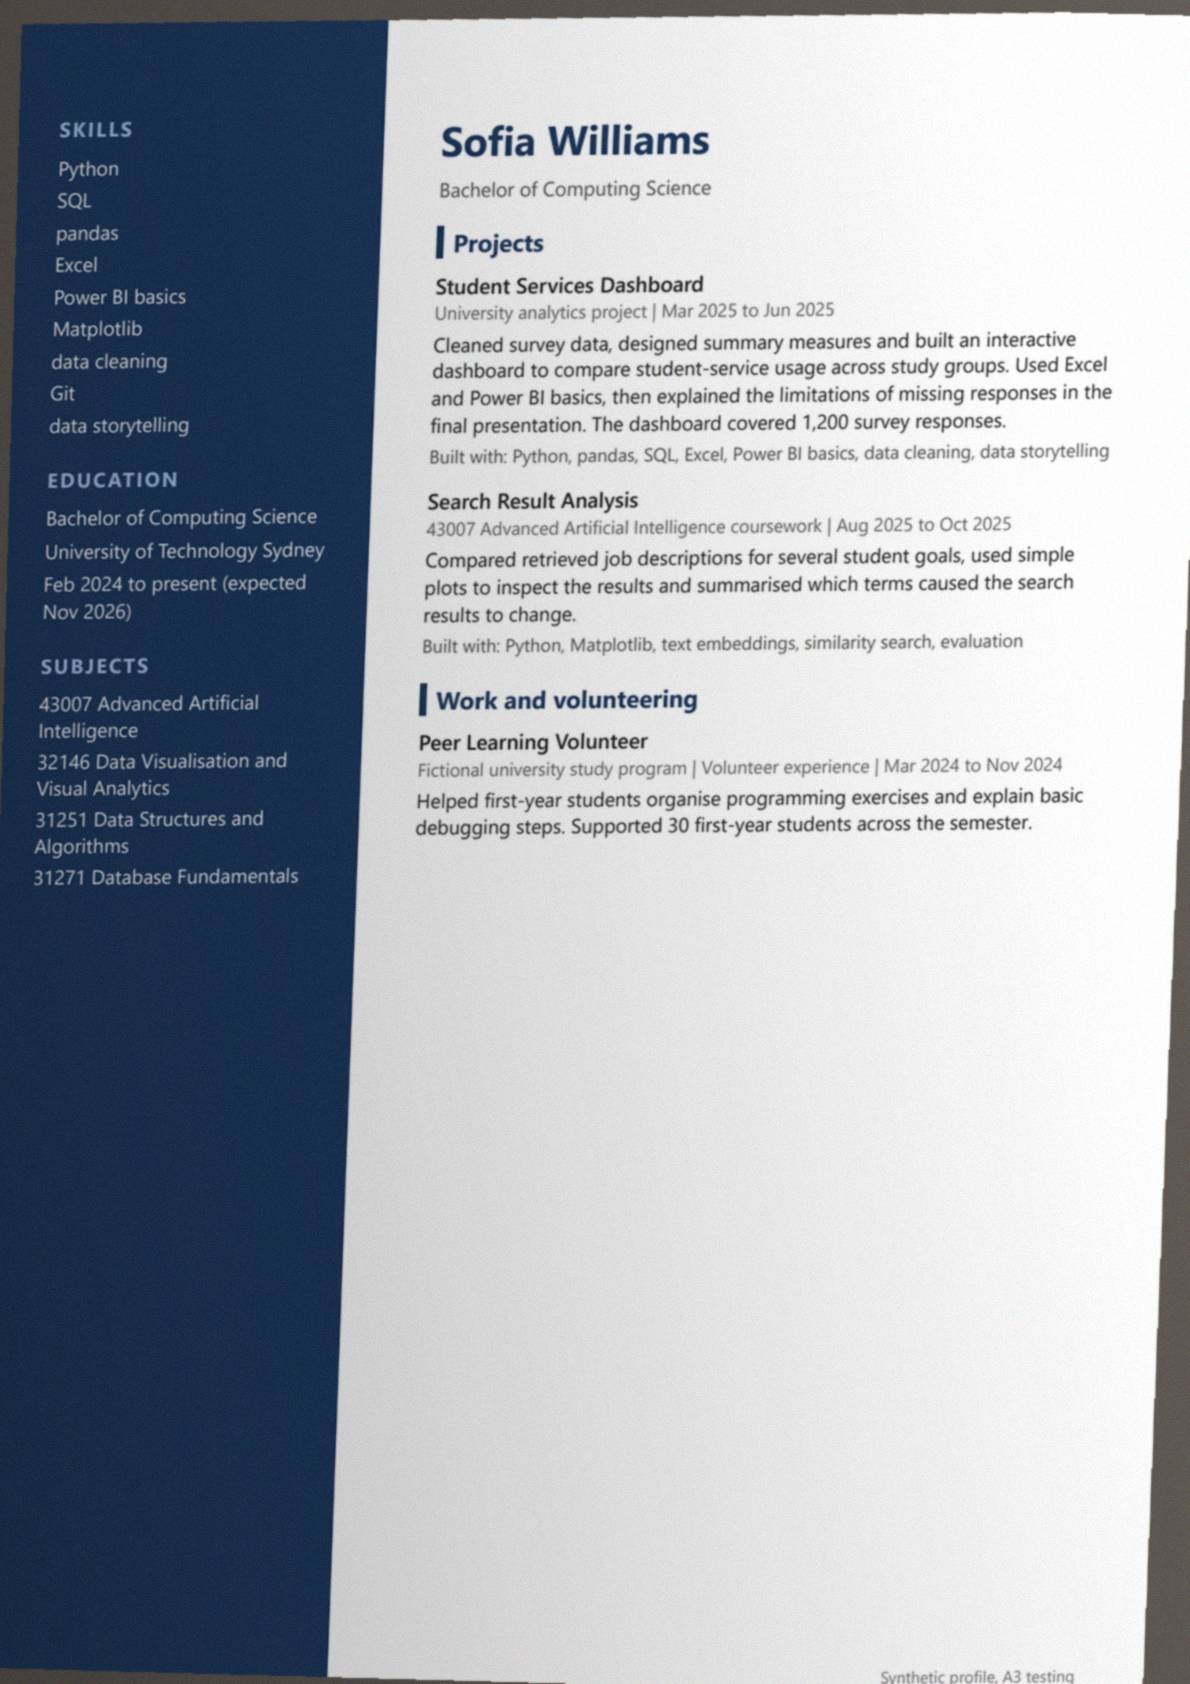 SKILLS
Python
SQL
pandas
Excel
Power BI basics
Matplotlib
data cleaning
Git
data storytelling
EDUCATION
Bachelor of Computing Science
University of Technology Sydney
Feb 2024 to present (expected
Nov 2026)
SUBJECTS
43007 Advanced Artificial
Intelligence
32146 Data Visualisation and
Visual Analytics
31251 Data Structures and
Algorithms
31271 Database Fundamentals
Sofia Williams
Bachelor of Computing Science
Projects
Student Services Dashboard
University analytics project | Mar 2025 to Jun 2025
Cleaned survey data, designed summary measures and built an interactive
dashboard to compare student-service usage across study groups. Used Excel
and Power BI basics, then explained the limitations of missing responses in the
final presentation. The dashboard covered 1,200 survey responses.
Built with: Python, pandas, SQL, Excel, Power BI basics, data cleaning, data storytelling
Search Result Analysis
43007 Advanced Artificial Intelligence coursework | Aug 2025 to Oct 2025
Compared retrieved job descriptions for several student goals, used simple
plots to inspect the results and summarised which terms caused the search
results to change.
Built with: Python, Matplotlib, text embeddings, similarity search, evaluation
Work and volunteering
Peer Learning Volunteer
Fictional university study program | Volunteer experience | Mar 2024 to Nov 2024
Helped first-year students organise programming exercises and explain basic
debugging steps. Supported 30 first-year students across the semester.
Synthetic profile, A3 testing